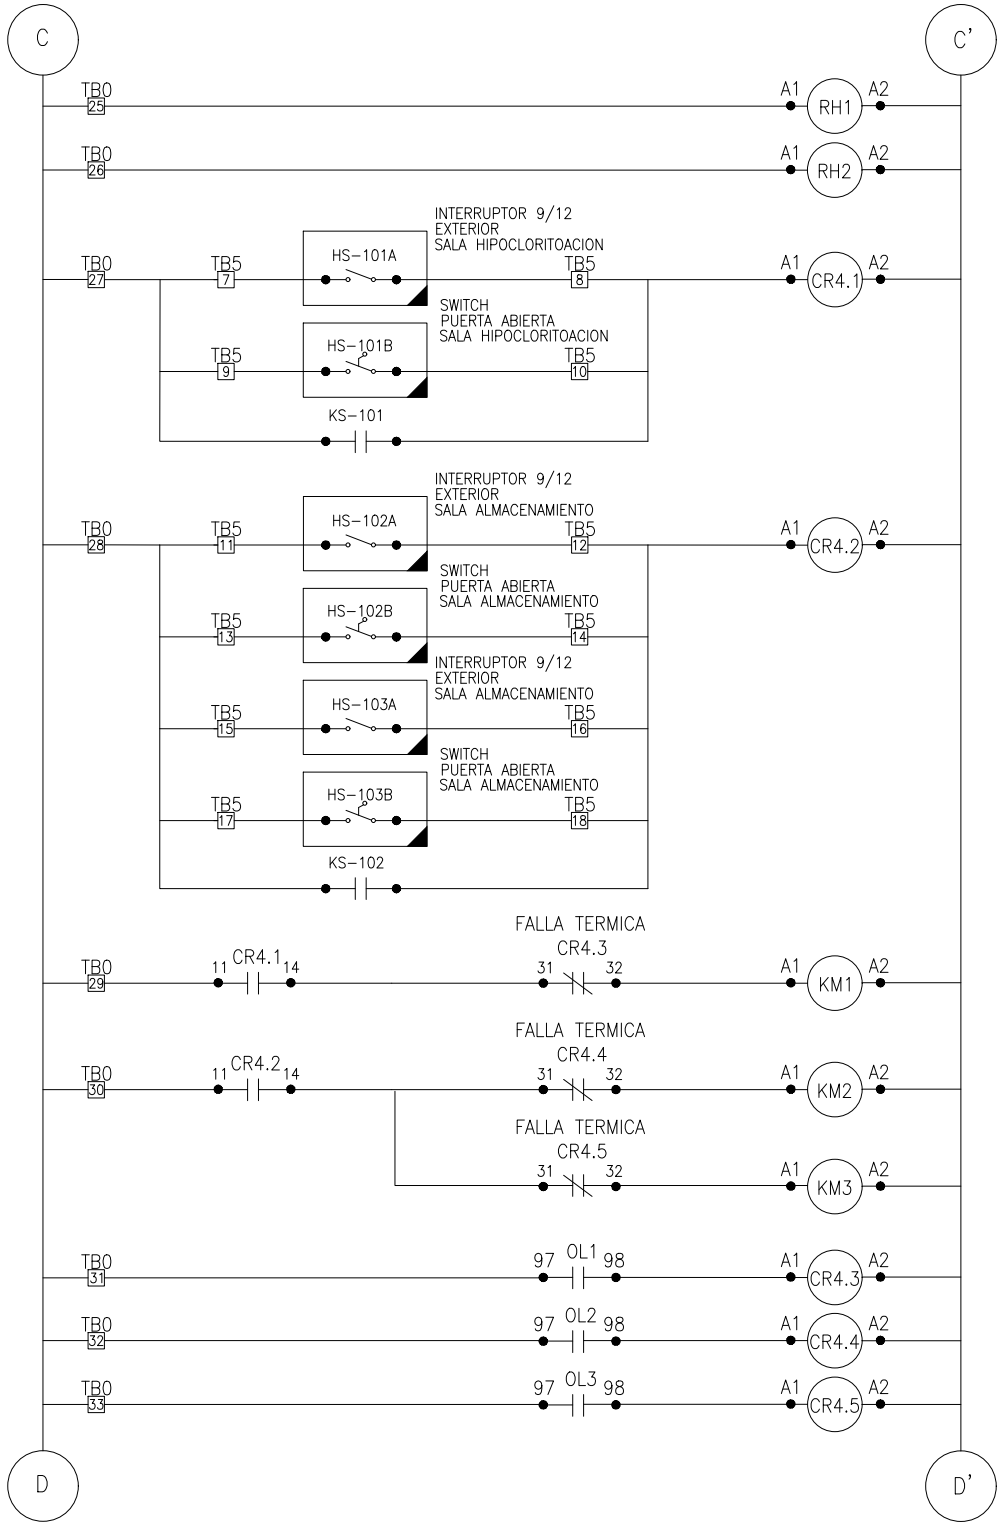 C
C'
TB0
25
A1
RH1
A2
TB0
26
A1
RH2
A2
INTERRUPTOR 9/12
EXTERIOR
SALA HIPOCLORITOACION
TB0
27
TB5
7
HS-101A
TB5
8
A1
CR4.1
A2
SWITCH
PUERTA ABIERTA
SALA HIPOCLORITOACION
TB5
9
HS-101B
TB5
10
KS-101
INTERRUPTOR 9/12
EXTERIOR
SALA ALMACENAMIENTO
TB0
28
TB5
11
HS-102A
TB5
12
A1
CR4.2
A2
SWITCH
PUERTA ABIERTA
SALA ALMACENAMIENTO
TB5
13
HS-102B
TB5
14
INTERRUPTOR 9/12
EXTERIOR
SALA ALMACENAMIENTO
TB5
15
HS-103A
TB5
16
SWITCH
PUERTA ABIERTA
SALA ALMACENAMIENTO
TB5
17
HS-103B
TB5
18
KS-102
FALLA TERMICA
TB0
29
11
CR4.1
14
31
CR4.3
32
A1
KM1
A2
FALLA TERMICA
TB0
30
11
CR4.2
14
31
CR4.4
32
A1
KM2
A2
FALLA TERMICA
CR4.5
31
32
A1
KM3
A2
TB0
31
97
OL1
98
A1
CR4.3
A2
TB0
32
97
OL2
98
A1
CR4.4
A2
TB0
33
97
OL3
98
A1
CR4.5
A2
D
D'